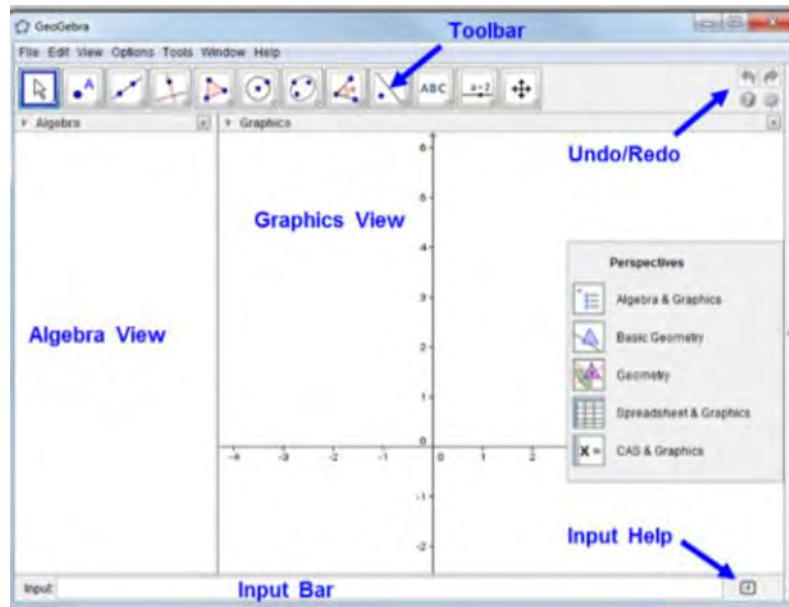 GeoGebra
File Edit View Options Tools Window Help
Toolbar
A
ABC
a=2
Undo/Redo
Algebra
Graphics
6
5
4
3
2
1
0
-1
-2
-4 -3 -2 -1 0 1 2
Graphics View
Algebra View
Perspectives
Algebra & Graphics
Basic Geometry
Geometry
Spreadsheet & Graphics
X =
CAS & Graphics
Input Help
Input:
Input Bar